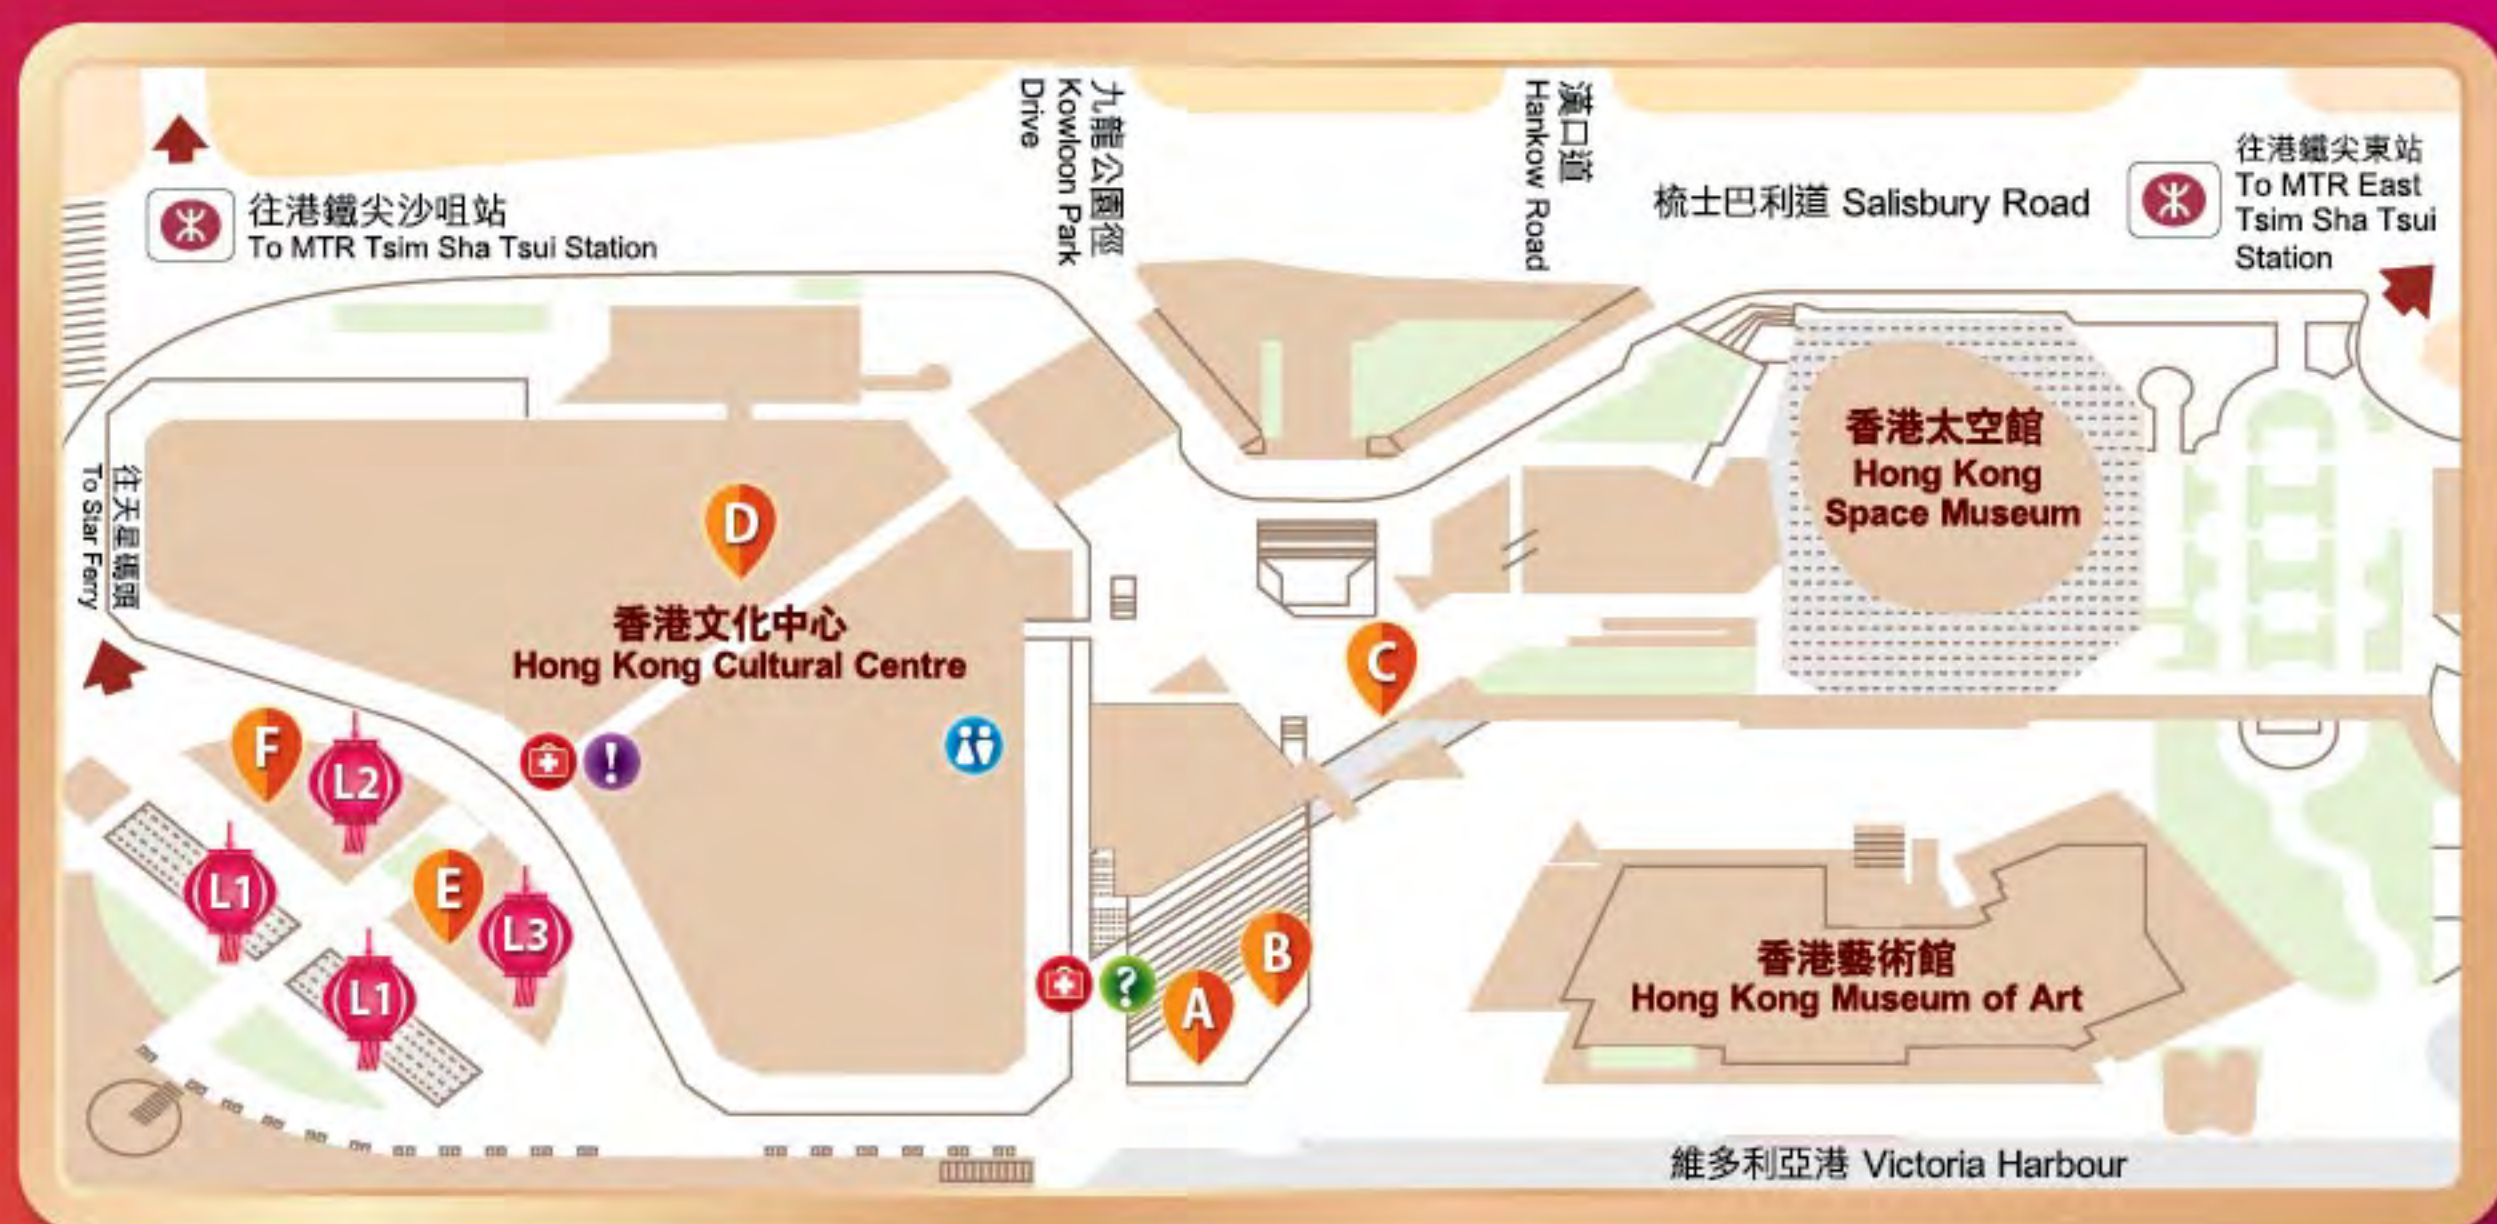 九龍公園徑
Kowloon Park
Drive
漢口道
Hankow Road
往港鐵尖沙咀站
To MTR Tsim Sha Tsui Station
梳士巴利道 Salisbury Road
往港鐵尖東站
To MTR East
Tsim Sha Tsui
Station
香港太空館
Hong Kong
Space Museum
往天星碼頭
To Star Ferry
D
香港文化中心
Hong Kong Cultural Centre
C
F
L2
!
L1
E
L3
L1
?
A
B
香港藝術館
Hong Kong Museum of Art
維多利亞港 Victoria Harbour